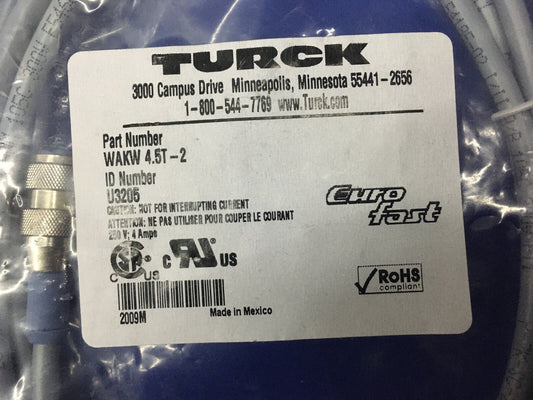 TURCK
3000 Campus Drive Minneapolis, Minnesota 55441-2656
1-800-544-7769 www.Turck.com
Part Number
WAKW 4.5T-2
ID Number
U3205
CAUTION: NOT FOR INTERRUPTING CURRENT
ATTENTION: NE PAS UTILISER POUR COUPER LE COURANT
250 V; 4 Amps
Euro
fast
C US
C UL US
RoHS
compliant
2009M
Made in Mexico